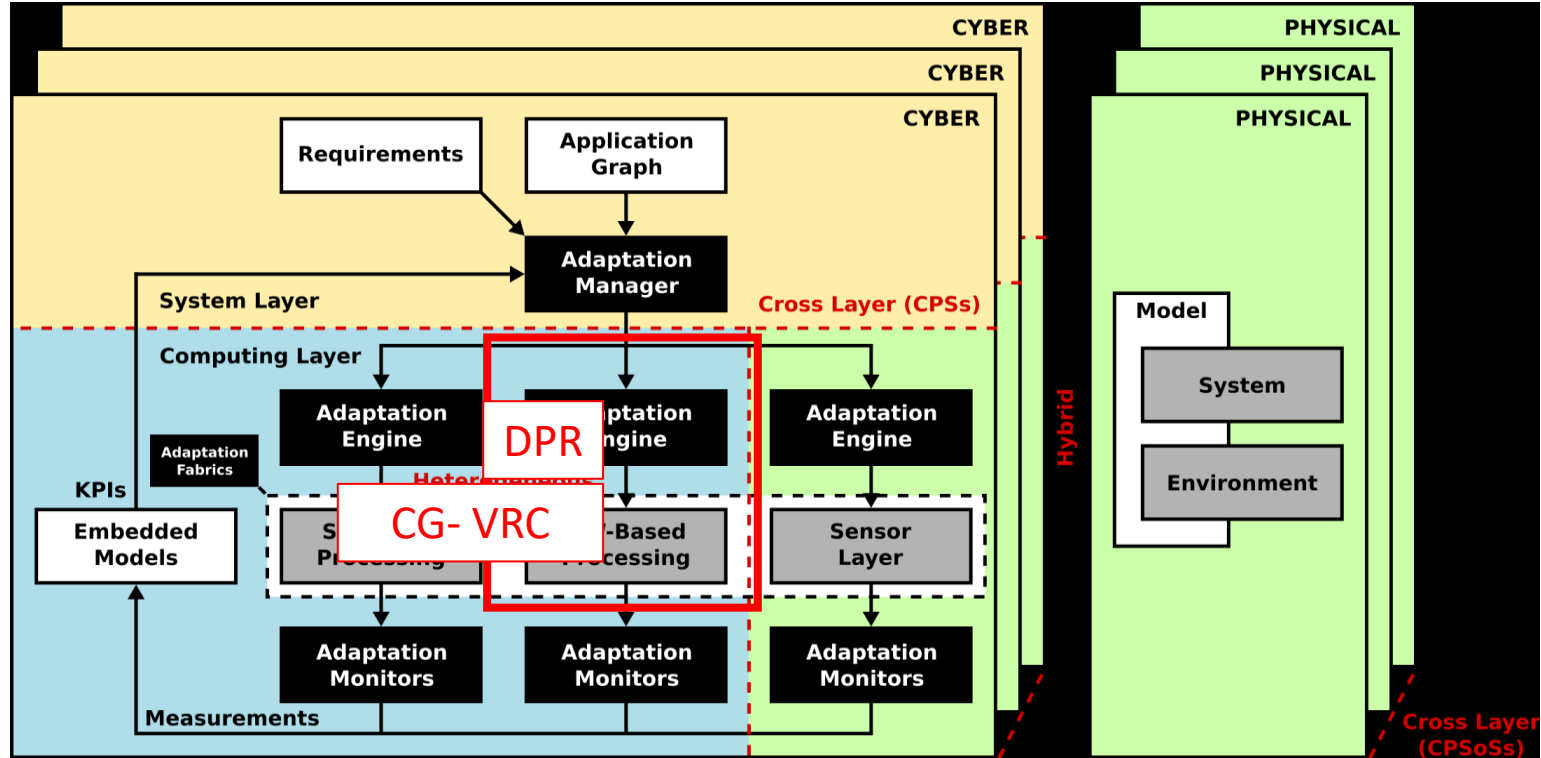 CYBER
PHYSICAL
CYBER
PHYSICAL
CYBER
PHYSICAL
Requirements
Application
Graph
Adaptation
Manager
System Layer
Cross Layer (CPSs)
Model
Computing Layer
System
Adaptation
Engine
DPR
Adaptation
Engine
Hybrid
Adaptation
Fabrics
KPIs
Environment
CG- VRC
Embedded
Models
-Based
Sensor
Layer
Adaptation
Monitors
Adaptation
Monitors
Adaptation
Monitors
Measurements
Cross Layer
(CPSoSs)